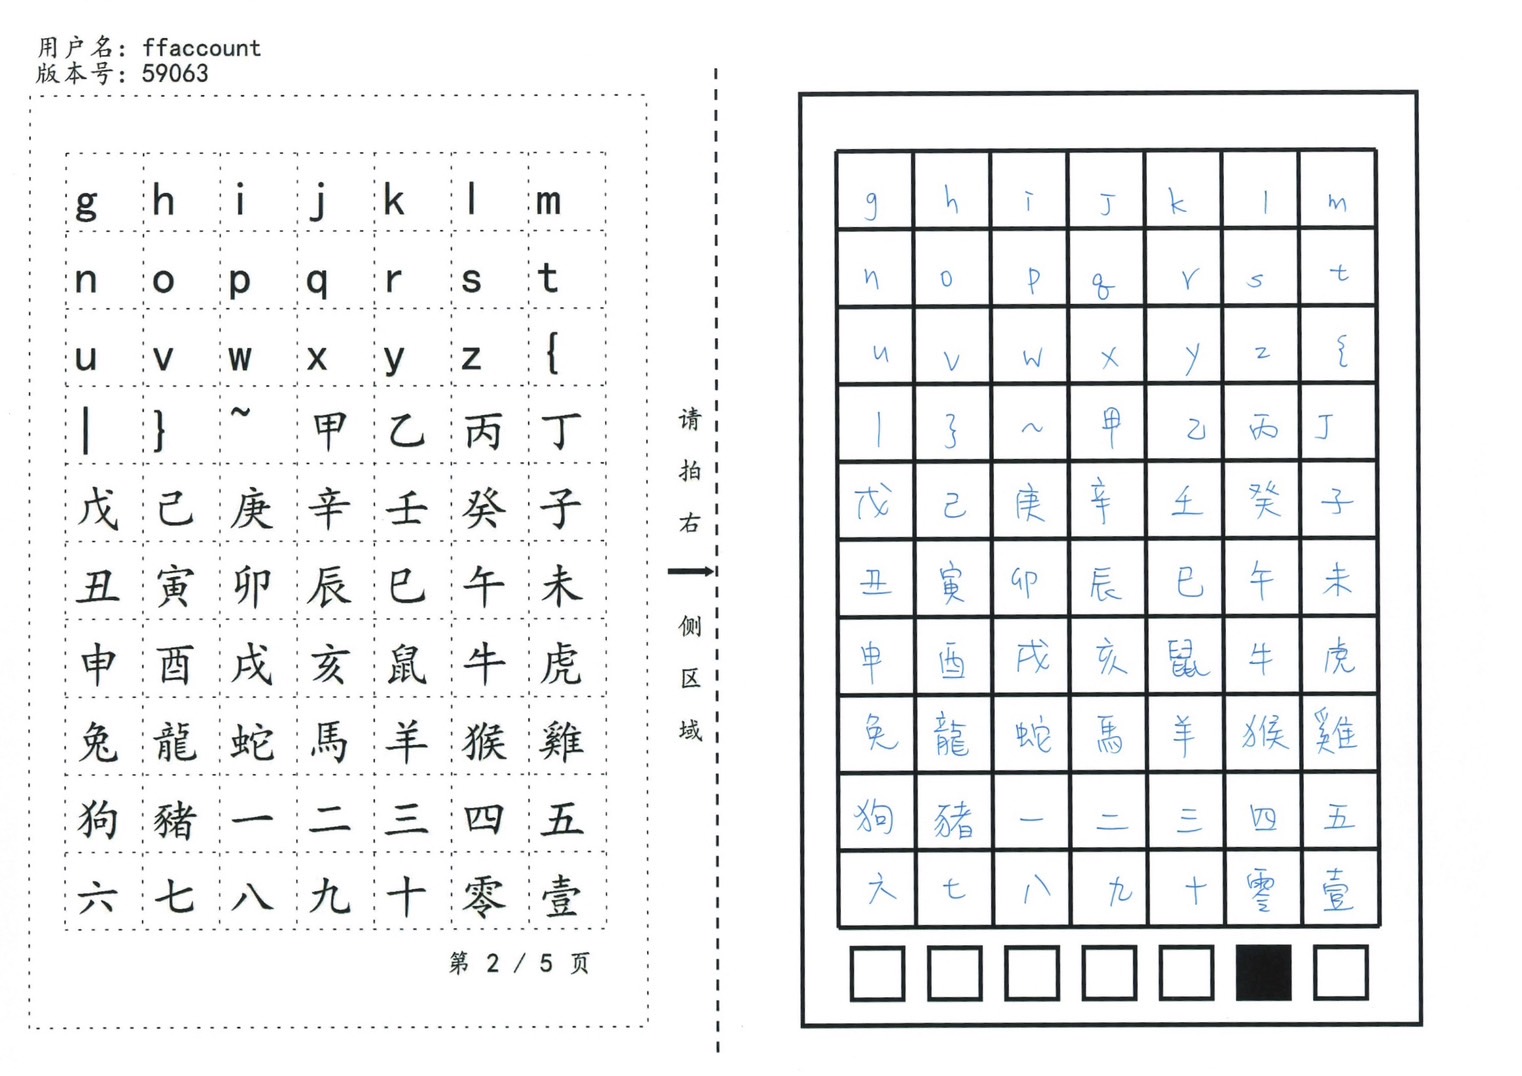 用户名: ffaccount
版本号: 59063
g h i j k l m
n o p q r s t
u v w x y z {
| } ~ 甲 乙 丙 丁
戊 己 庚 辛 壬 癸 子
丑 寅 卯 辰 巳 午 未
申 酉 戌 亥 鼠 牛 虎
兔 龍 蛇 馬 羊 猴 雞
狗 豬 一 二 三 四 五
六 七 八 九 十 零 壹
第 2 / 5 页
请拍右
→
侧区域
g h i j k l m
n o p q r s t
u v w x y z {
| } ~ 甲 乙 丙 丁
戊 己 庚 辛 壬 癸 子
丑 寅 卯 辰 巳 午 未
申 酉 戌 亥 鼠 牛 虎
兔 龍 蛇 馬 羊 猴 雞
狗 豬 一 二 三 四 五
六 七 八 九 十 零 壹